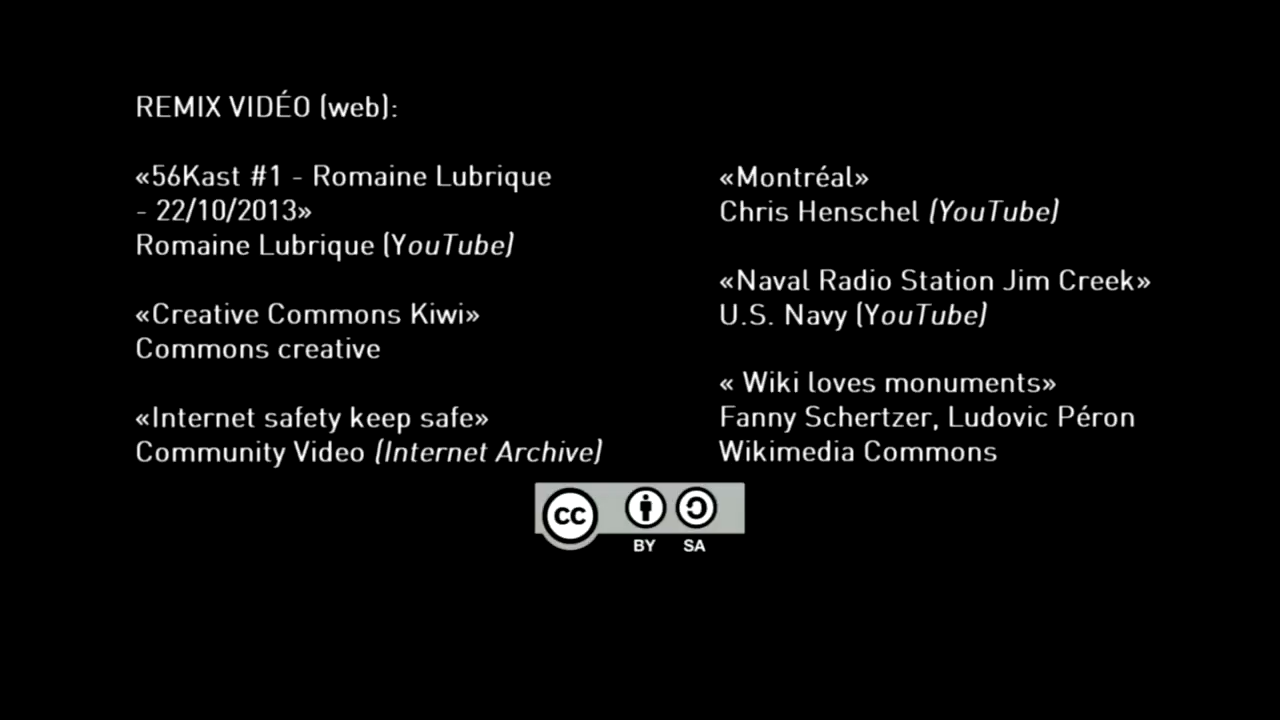 REMIX VIDÉO (web):
«56Kast #1 - Romaine Lubrique
- 22/10/2013»
Romaine Lubrique (YouTube)
«Creative Commons Kiwi»
Commons creative
«Internet safety keep safe»
Community Video (Internet Archive)
«Montréal»
Chris Henschel (YouTube)
«Naval Radio Station Jim Creek»
U.S. Navy (YouTube)
« Wiki loves monuments»
Fanny Schertzer, Ludovic Péron
Wikimedia Commons
cc
BY SA